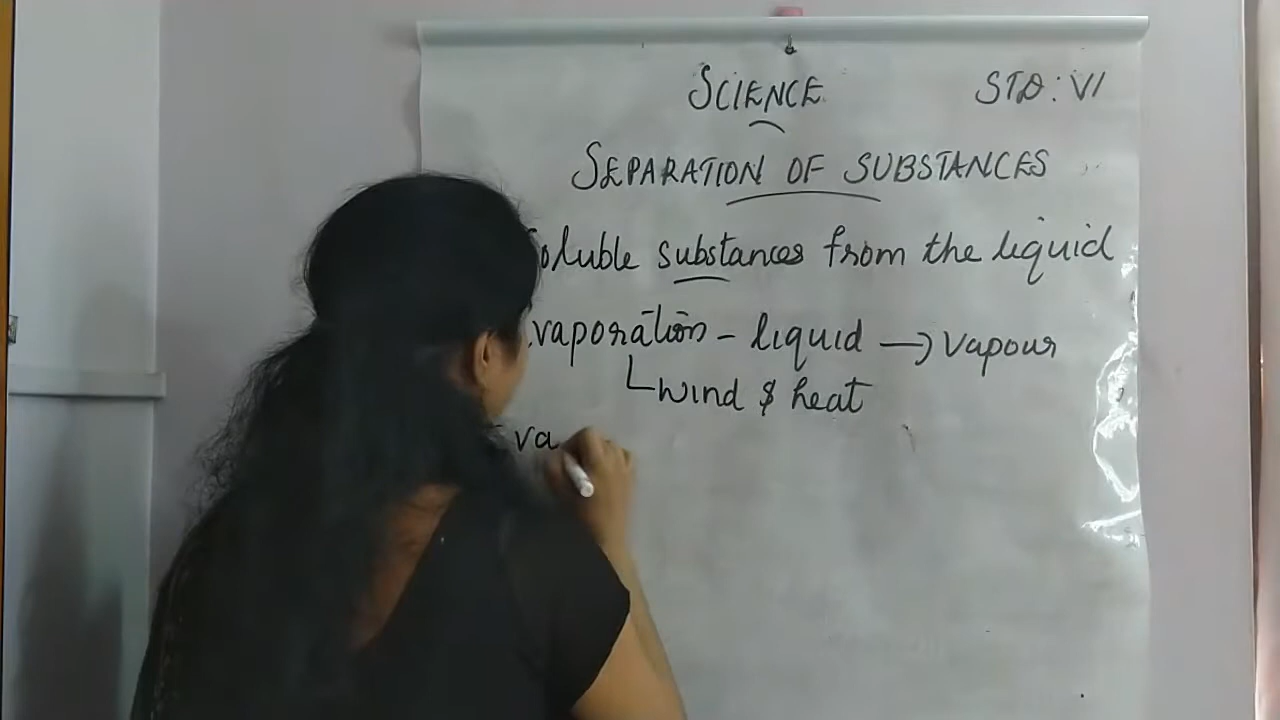 SCIENCE STD: VI
SEPARATION OF SUBSTANCES
oluble substances from the liquid
vaporation - liquid → vapour
wind & heat
va